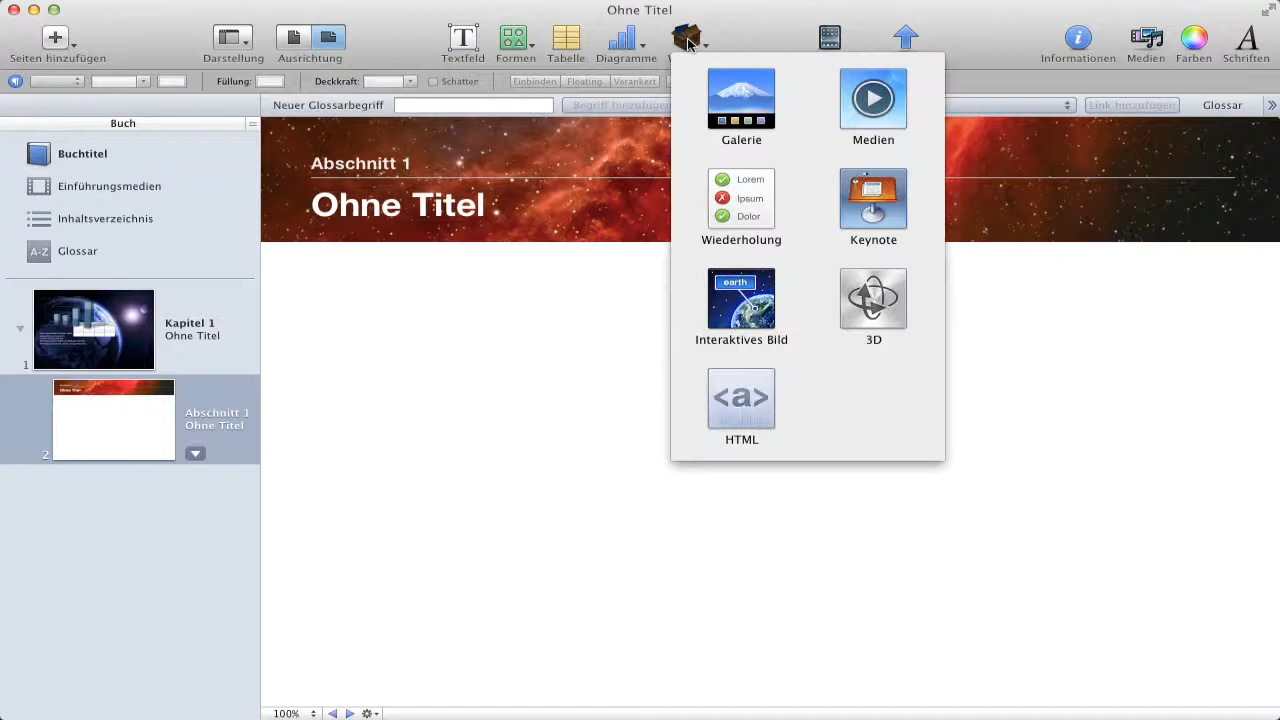 Ohne Titel
Seiten hinzufügen
Darstellung
Ausrichtung
T
Textfeld
Formen
Tabelle
Diagramme
Informationen
Medien
Farben
A
Schriften
Füllung:
Deckkraft:
Schatten
Einbinden
Floating
Verankert
Neuer Glossarbegriff
Begriff hinzufügen
Link hinzufügen
Glossar
Buch
Buchtitel
Einführungsmedien
Inhaltsverzeichnis
A-Z
Glossar
Kapitel 1
Ohne Titel
1
Abschnitt 1
Ohne Titel
2
Abschnitt 1
Ohne Titel
Galerie
Medien
Lorem
Ipsum
Dolor
Wiederholung
Keynote
earth
Interaktives Bild
3D
<a>
HTML
100%